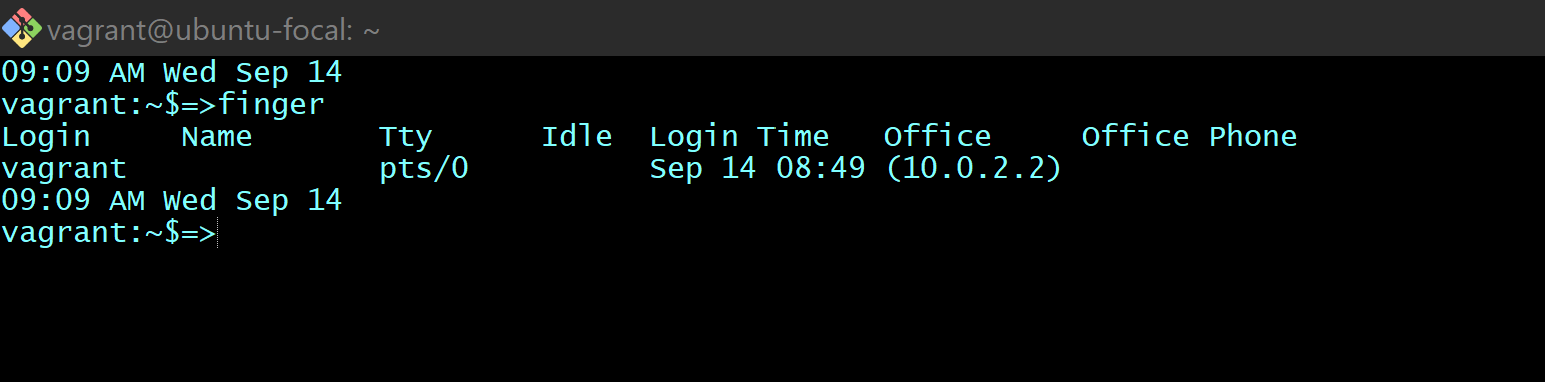 vagrant@ubuntu-focal: ~
09:09 AM Wed Sep 14
vagrant:~$=>finger
Login     Name       Tty      Idle  Login Time   Office     Office Phone
vagrant              pts/0          Sep 14 08:49 (10.0.2.2)
09:09 AM Wed Sep 14
vagrant:~$=>